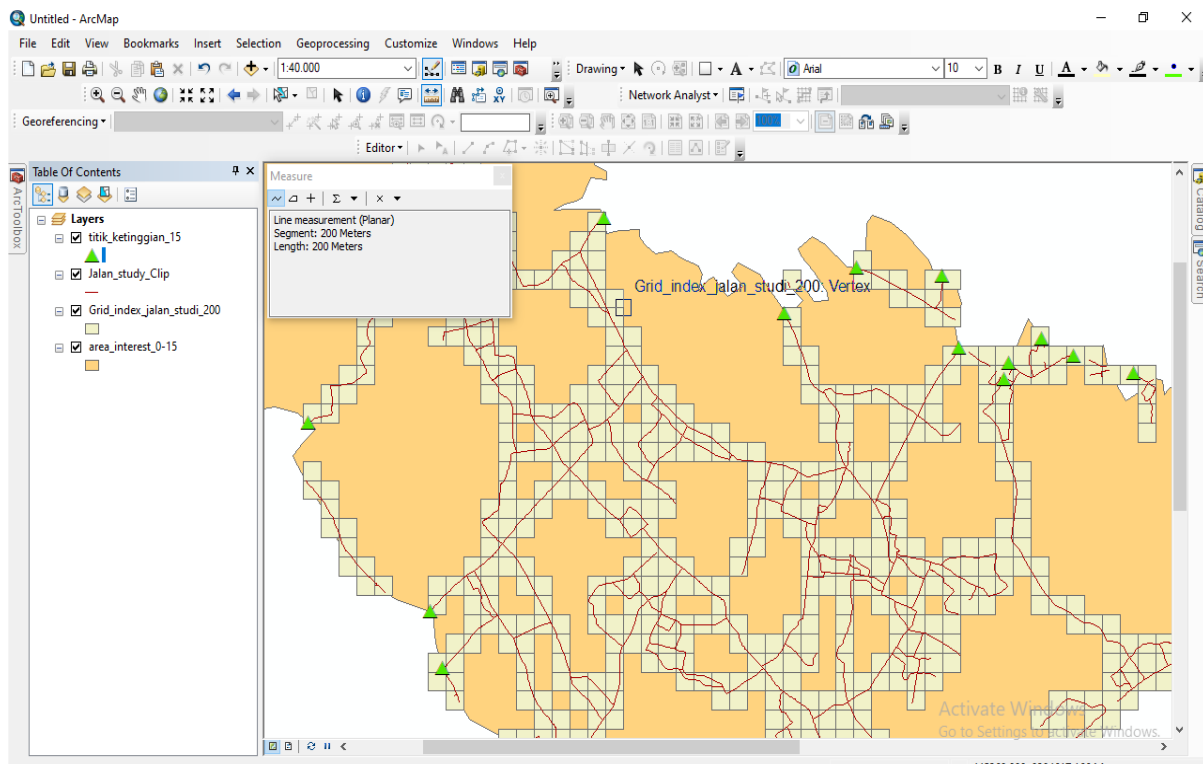 Untitled - ArcMap
File Edit View Bookmarks Insert Selection Geoprocessing Customize Windows Help
1:40.000 Drawing Arial 10 B I U A
Network Analyst
Georeferencing 100%
Editor
Table Of Contents
ArcToolbox
Layers
titik_ketinggian_15
Jalan_study_Clip
Grid_index_jalan_studi_200
area_interest_0-15
Measure
Line measurement (Planar)
Segment: 200 Meters
Length: 200 Meters
Grid_index_jalan_studi_200: Vertex
Catalog
Search
Activate Windows
Go to Settings to activate Windows.